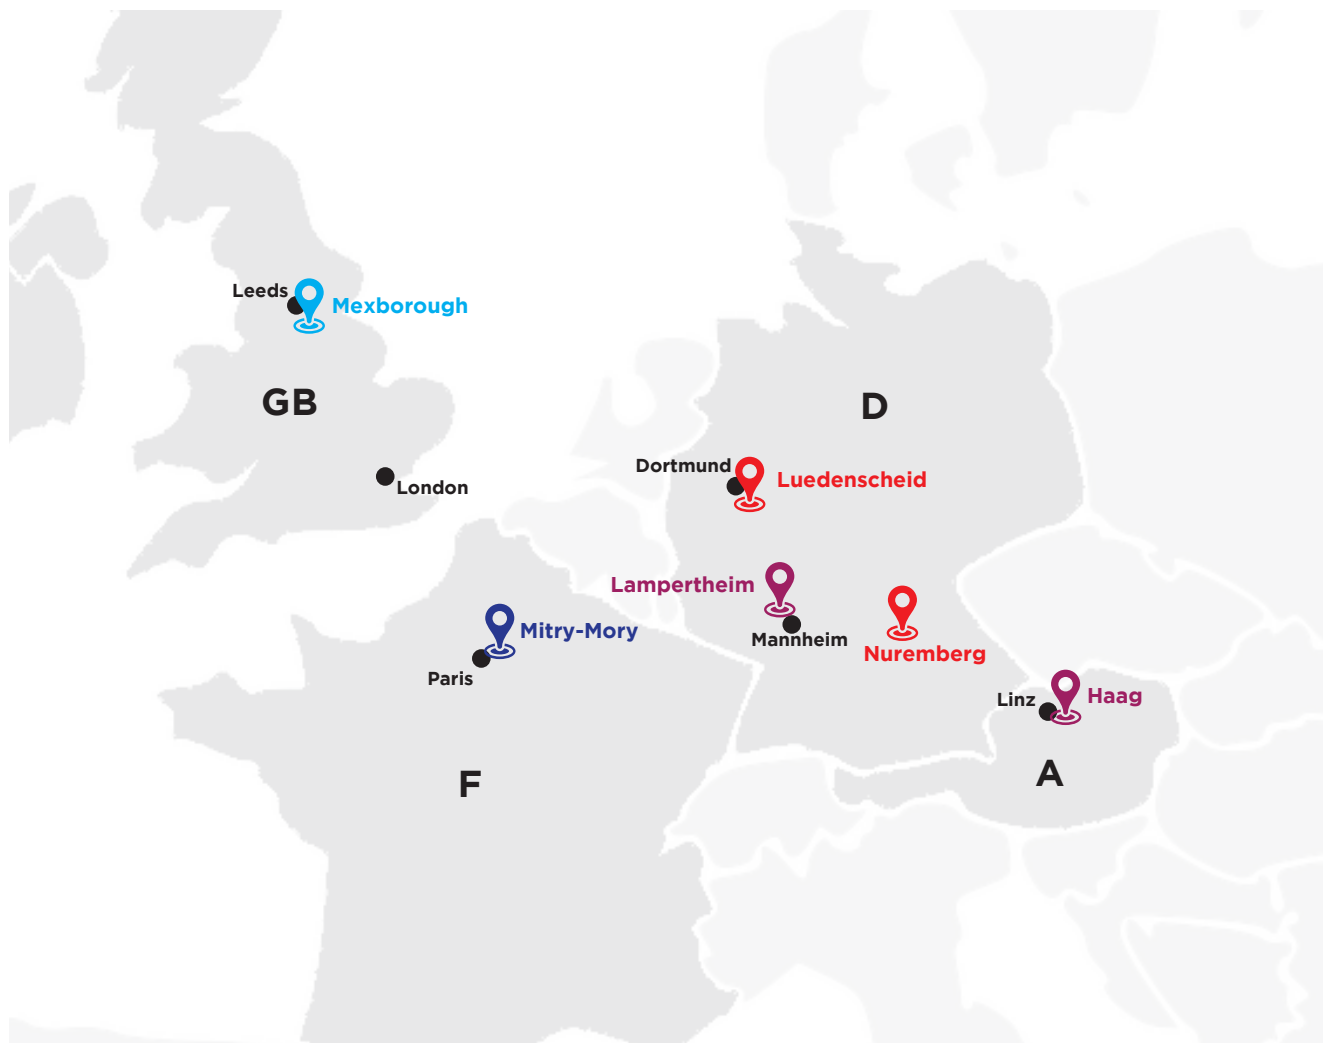 Leeds
Mexborough
GB
D
Dortmund
Luedenscheid
London
Lampertheim
Mitry-Mory
Mannheim
Nuremberg
Paris
Linz
Haag
A
F